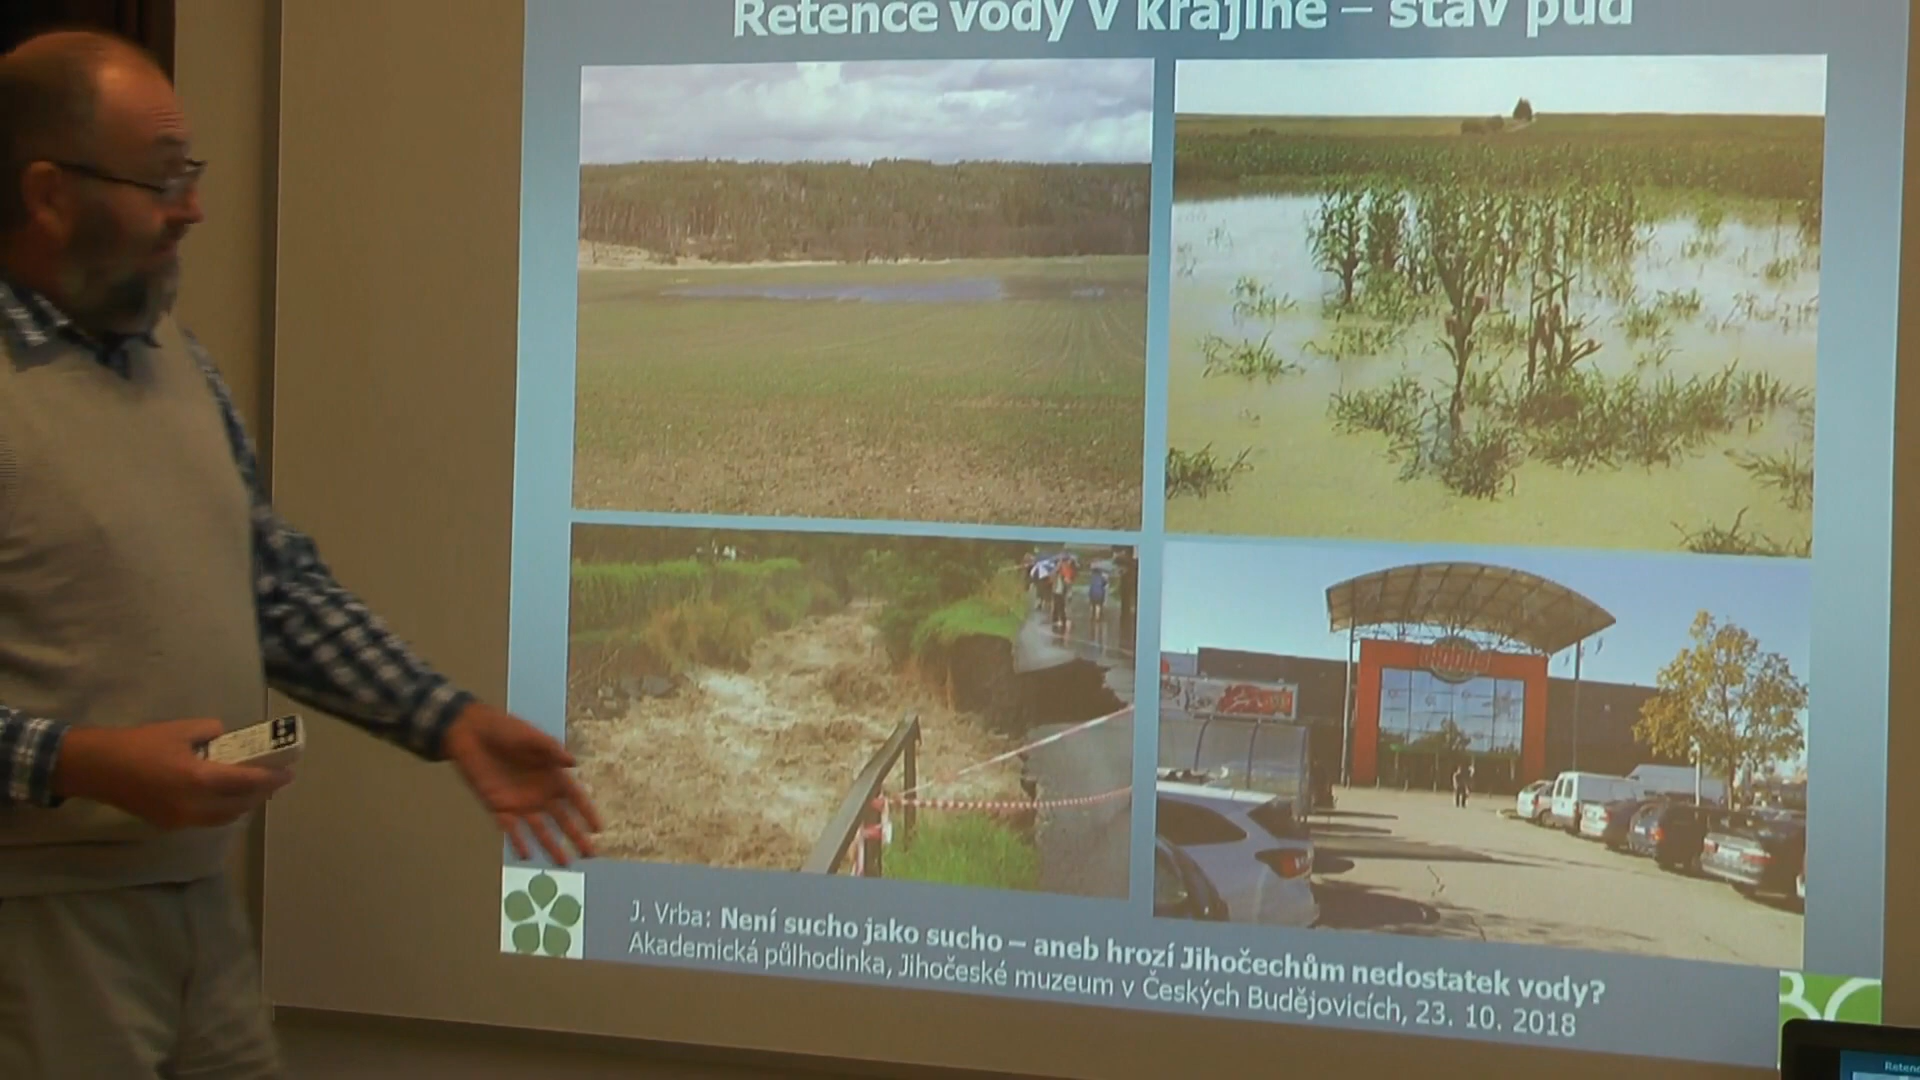 Retence vody v krajině – stav půd
J. Vrba: Není sucho jako sucho – aneb hrozí Jihočechům nedostatek vody?
Akademická půlhodinka, Jihočeské muzeum v Českých Budějovicích, 23. 10. 2018